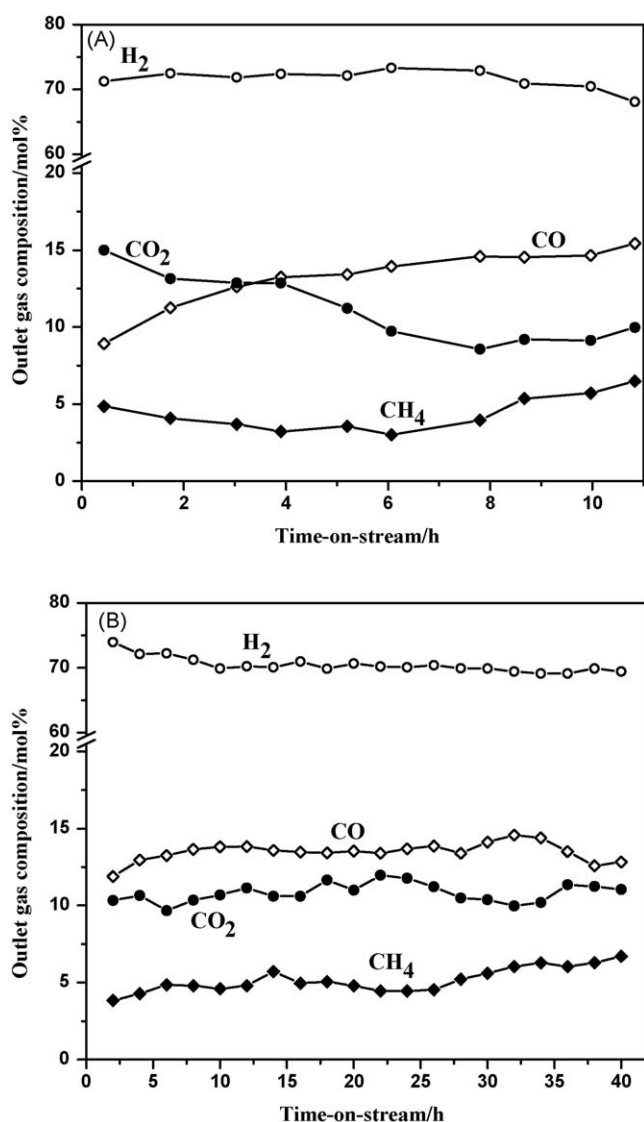 (A)
H2
CO2
CO
CH4
80
70
60
20
15
10
5
0
Outlet gas composition/mol%
0 2 4 6 8 10
Time-on-stream/h
(B)
H2
CO
CO2
CH4
80
70
60
20
15
10
5
0
Outlet gas composition/mol%
0 5 10 15 20 25 30 35 40
Time-on-stream/h